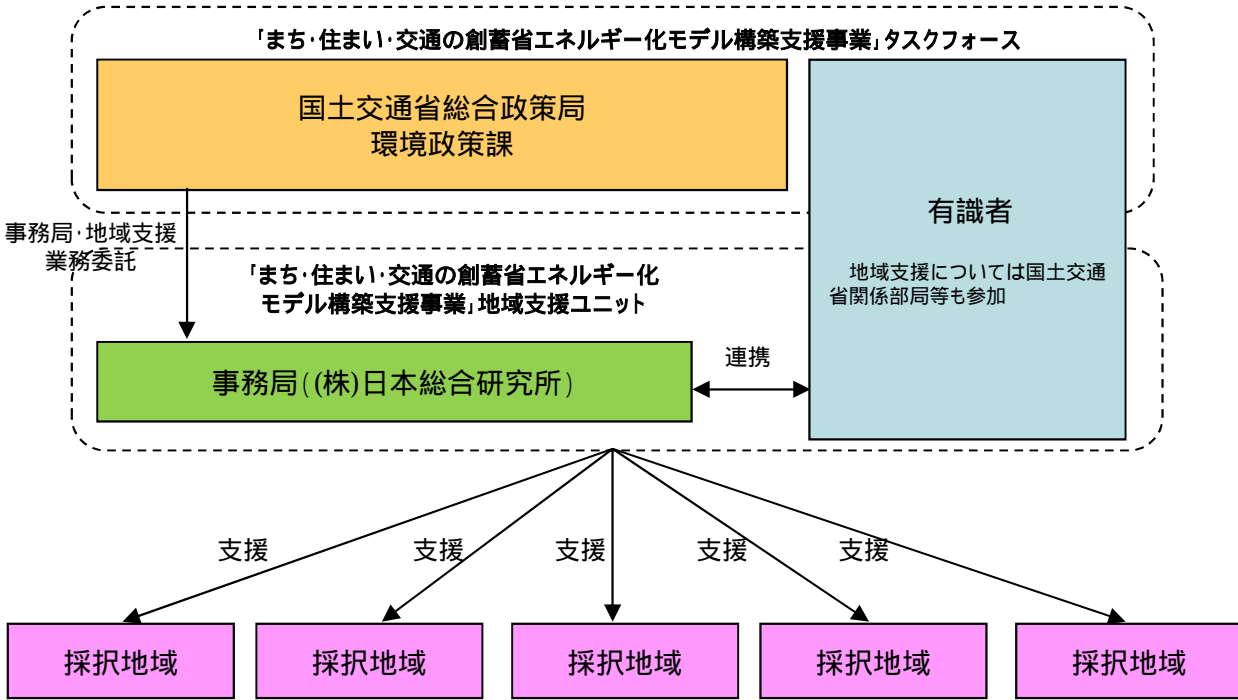 「まち・住まい・交通の創蓄省エネルギー化モデル構築支援事業」タスクフォース
国土交通省総合政策局
環境政策課
有識者
地域支援については国土交通
省関係部局等も参加
事務局・地域支援
業務委託
「まち・住まい・交通の創蓄省エネルギー化
モデル構築支援事業」地域支援ユニット
事務局((株)日本総合研究所)
連携
支援
支援
支援
支援
支援
採択地域
採択地域
採択地域
採択地域
採択地域